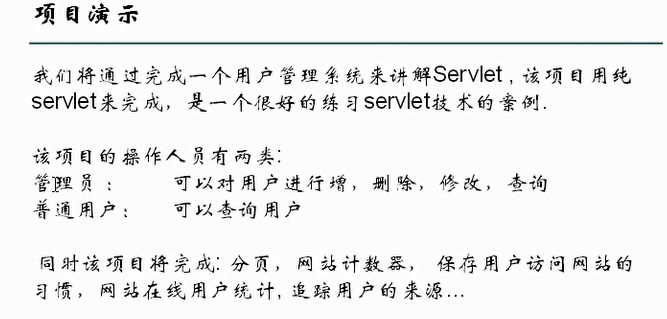 项目演示
我们将通过完成一个用户管理系统来讲解Servlet , 该项目用纯
servlet来完成，是一个很好的练习servlet技术的案例.
该项目的操作人员有两类:
管理员： 可以对用户进行增，删除，修改，查询
普通用户： 可以查询用户
同时该项目将完成: 分页，网站计数器， 保存用户访问网站的
习惯，网站在线用户统计, 追踪用户的来源...